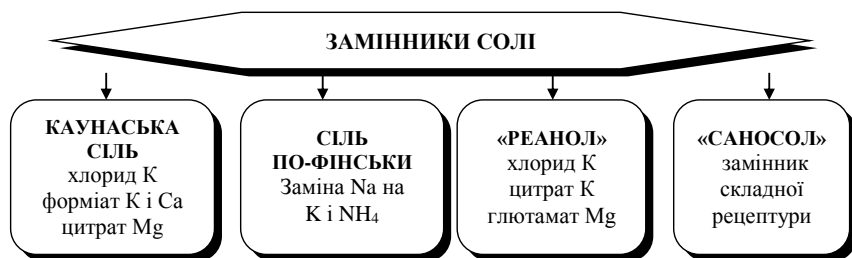 ЗАМІННИКИ СОЛІ
КАУНАСЬКА
СІЛЬ
хлорид К
форміат К і Са
цитрат Mg
СІЛЬ
ПО-ФІНСЬКИ
Заміна Na на
K і NH₄
«РЕАНОЛ»
хлорид К
цитрат К
глютамат Mg
«САНОСОЛ»
замінник
складної
рецептури